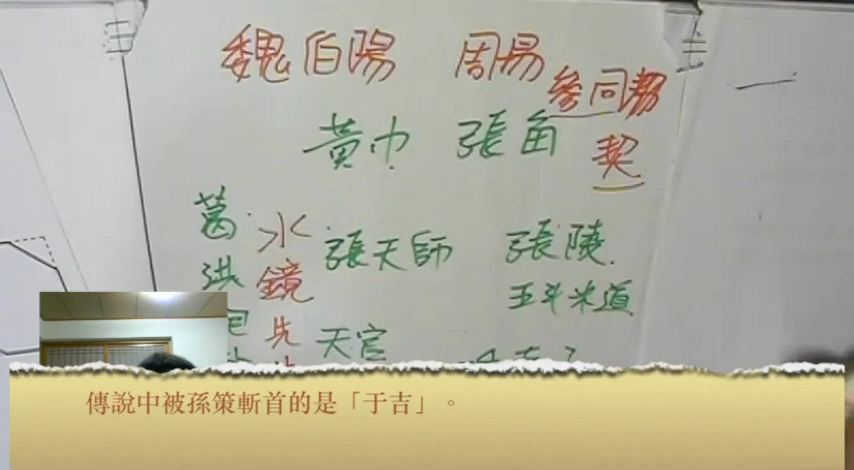 魏伯陽 周易
參同契
黃巾 張角 契
葛洪
水鏡先
張天師 張陵
五斗米道
天官
傳說中被孫策斬首的是「于吉」。